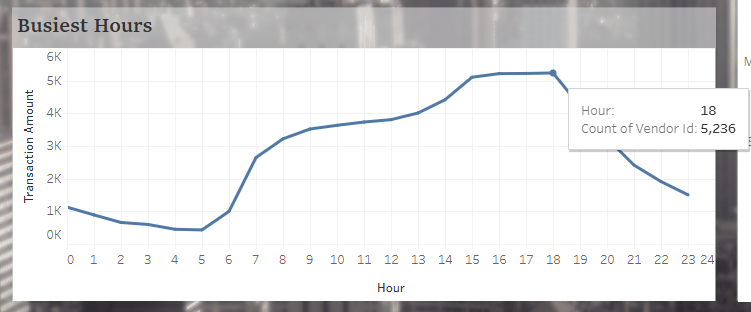 Busiest Hours
6K
5K
4K
3K
2K
1K
0K
Transaction Amount
Hour: 18
Count of Vendor Id: 5,236
0 1 2 3 4 5 6 7 8 9 10 11 12 13 14 15 16 17 18 19 20 21 22 23 24
Hour